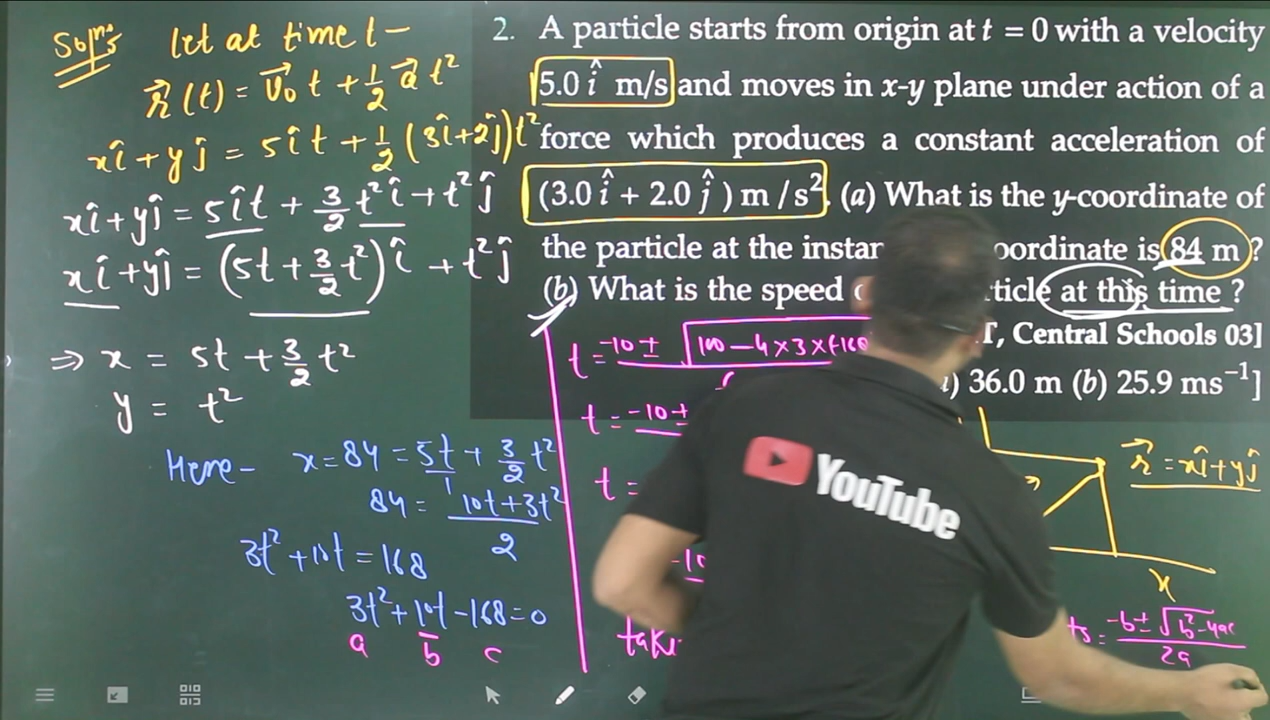 Solns let at time t-
r⃗(t) = v⃗₀t + 1/2 a⃗ t²
xî + yĵ = 5ît + 1/2 (3î+2ĵ)t²
xî+yĵ = 5ît + 3/2 t²î + t²ĵ
xî+yĵ = (5t + 3/2 t²)î + t²ĵ
⇒ x = 5t + 3/2 t²
y = t²
Here- x = 84 = 5t/1 + 3/2 t²
84 = (10t+3t²)/2
3t² + 10t = 168
3t² + 10t - 168 = 0
a b c
2. A particle starts from origin at t = 0 with a velocity
5.0 î m/s and moves in x-y plane under action of a
force which produces a constant acceleration of
(3.0 î + 2.0 ĵ) m/s². (a) What is the y-coordinate of
the particle at the oordinate is 84 m?
(b) What is the speed at this time?
, Central Schools 03]
) 36.0 m (b) 25.9 ms⁻¹]
t = -10 ± √100 - 4×3×(-168
t = -10 ±
t =
-10
take
r⃗ = xî+yĵ
x
= (-b ± √b²-4ac)/2a
YouTube